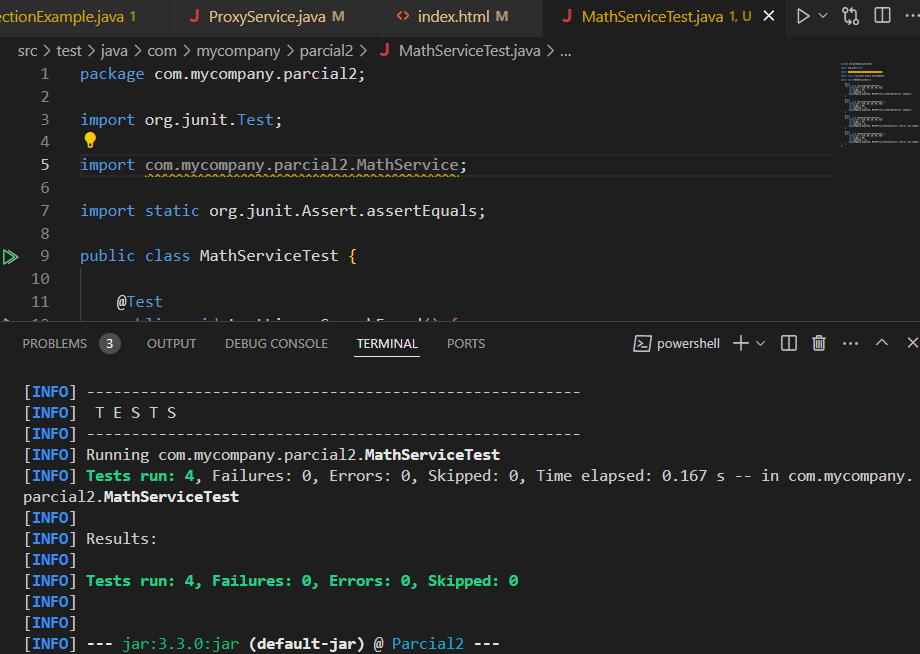 ectionExample.java 1 J ProxyService.java M <> index.html M J MathServiceTest.java 1, U
src > test > java > com > mycompany > parcial2 > J MathServiceTest.java > ...
1 package com.mycompany.parcial2;
2
3 import org.junit.Test;
4
5 import com.mycompany.parcial2.MathService;
6
7 import static org.junit.Assert.assertEquals;
8
9 public class MathServiceTest {
10
11 @Test
PROBLEMS 3 OUTPUT DEBUG CONSOLE TERMINAL PORTS powershell
[INFO] -------------------------------------------------------
[INFO] T E S T S
[INFO] -------------------------------------------------------
[INFO] Running com.mycompany.parcial2.MathServiceTest
[INFO] Tests run: 4, Failures: 0, Errors: 0, Skipped: 0, Time elapsed: 0.167 s -- in com.mycompany.
parcial2.MathServiceTest
[INFO]
[INFO] Results:
[INFO]
[INFO] Tests run: 4, Failures: 0, Errors: 0, Skipped: 0
[INFO]
[INFO]
[INFO] --- jar:3.3.0:jar (default-jar) @ Parcial2 ---